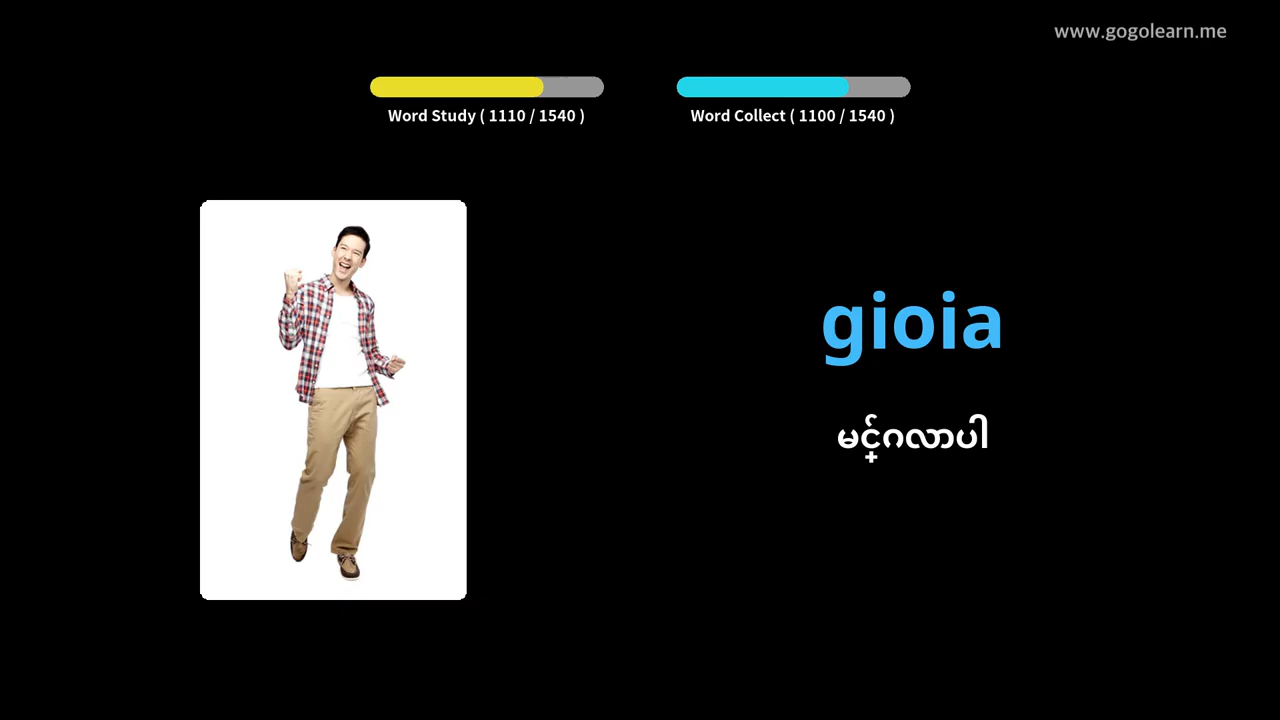 www.gogolearn.me
Word Study ( 1110 / 1540 )
Word Collect ( 1100 / 1540 )
gioia
မင်္ဂလာပါ